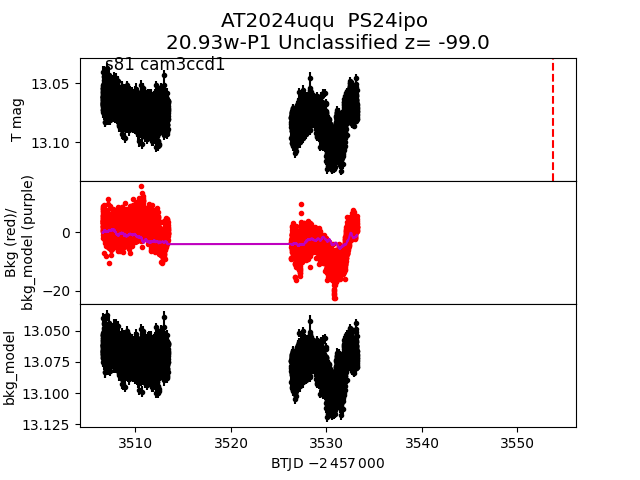 AT2024uqu  PS24ipo
20.93w-P1 Unclassified z= -99.0
s81 cam3ccd1
T mag
13.05
13.10
Bkg (red)/
bkg_model (purple)
0
−20
bkg_model
13.050
13.075
13.100
13.125
3510
3520
3530
3540
3550
BTJD −2 457 000